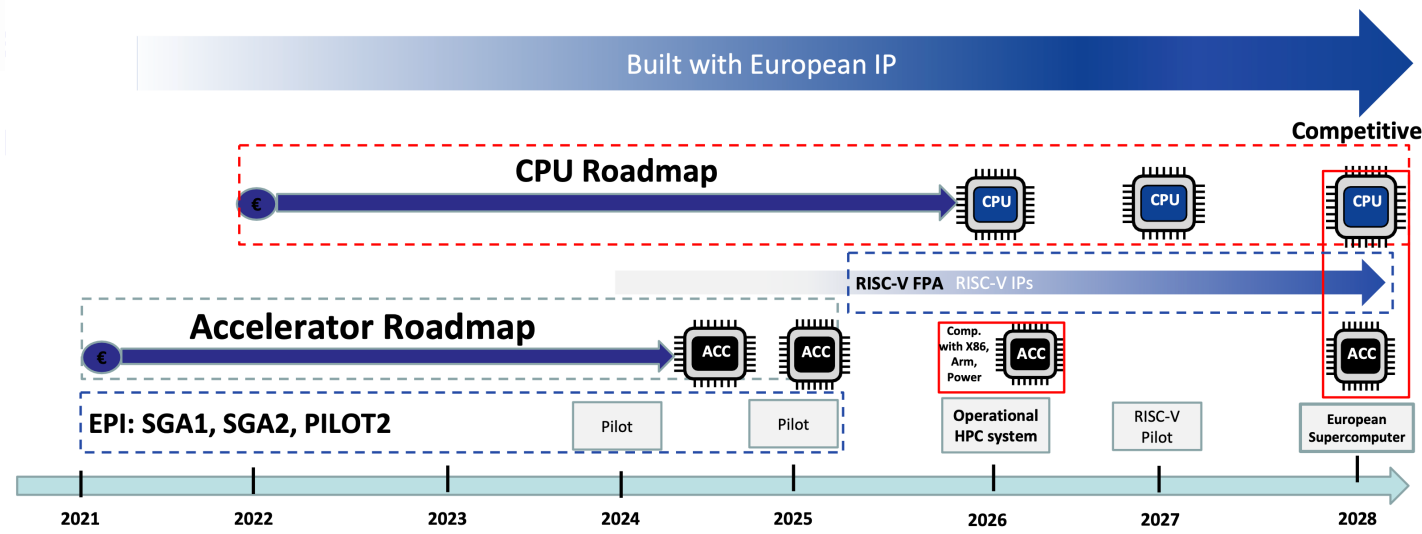 Built with European IP
Competitive
CPU Roadmap
€
CPU
CPU
CPU
RISC-V FPA RISC-V IPs
Accelerator Roadmap
€
ACC
ACC
Comp.
with X86,
Arm,
Power
ACC
ACC
EPI: SGA1, SGA2, PILOT2
Pilot
Pilot
Operational
HPC system
RISC-V
Pilot
European
Supercomputer
2021
2022
2023
2024
2025
2026
2027
2028